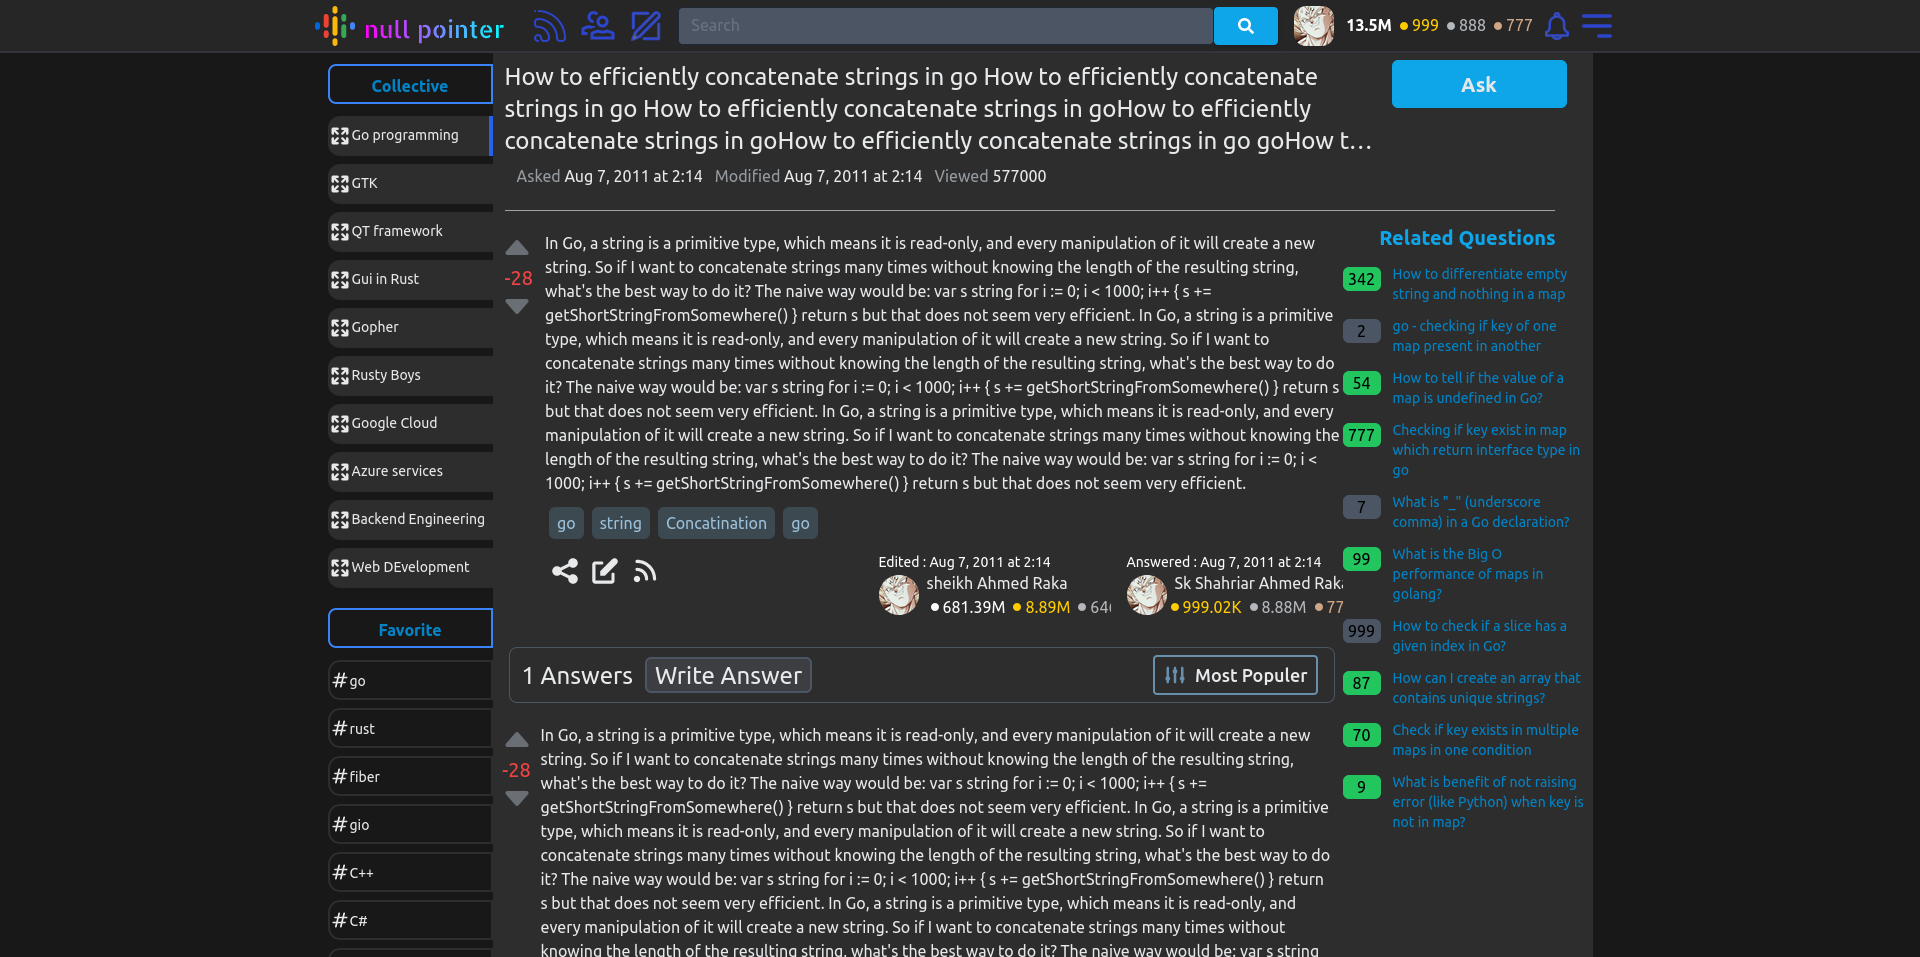 null pointer
Search
13.5M 999 888 777
Collective
Go programming
GTK
QT framework
Gui in Rust
Gopher
Rusty Boys
Google Cloud
Azure services
Backend Engineering
Web DEvelopment
Favorite
# go
# rust
# fiber
# gio
# C++
# C#
How to efficiently concatenate strings in go How to efficiently concatenate
strings in go How to efficiently concatenate strings in goHow to efficiently
concatenate strings in goHow to efficiently concatenate strings in go goHow t...
Asked Aug 7, 2011 at 2:14 Modified Aug 7, 2011 at 2:14 Viewed 577000
Ask
-28
In Go, a string is a primitive type, which means it is read-only, and every manipulation of it will create a new
string. So if I want to concatenate strings many times without knowing the length of the resulting string,
what's the best way to do it? The naive way would be: var s string for i := 0; i < 1000; i++ { s +=
getShortStringFromSomewhere() } return s but that does not seem very efficient. In Go, a string is a primitive
type, which means it is read-only, and every manipulation of it will create a new string. So if I want to
concatenate strings many times without knowing the length of the resulting string, what's the best way to do
it? The naive way would be: var s string for i := 0; i < 1000; i++ { s += getShortStringFromSomewhere() } return s
but that does not seem very efficient. In Go, a string is a primitive type, which means it is read-only, and every
manipulation of it will create a new string. So if I want to concatenate strings many times without knowing the
length of the resulting string, what's the best way to do it? The naive way would be: var s string for i := 0; i <
1000; i++ { s += getShortStringFromSomewhere() } return s but that does not seem very efficient.
go string Concatination go
Edited : Aug 7, 2011 at 2:14
sheikh Ahmed Raka
681.39M 8.89M 64
Answered : Aug 7, 2011 at 2:14
Sk Shahriar Ahmed Raka
999.02K 8.88M 77
1 Answers Write Answer Most Populer
-28
In Go, a string is a primitive type, which means it is read-only, and every manipulation of it will create a new
string. So if I want to concatenate strings many times without knowing the length of the resulting string,
what's the best way to do it? The naive way would be: var s string for i := 0; i < 1000; i++ { s +=
getShortStringFromSomewhere() } return s but that does not seem very efficient. In Go, a string is a primitive
type, which means it is read-only, and every manipulation of it will create a new string. So if I want to
concatenate strings many times without knowing the length of the resulting string, what's the best way to do
it? The naive way would be: var s string for i := 0; i < 1000; i++ { s += getShortStringFromSomewhere() } return
s but that does not seem very efficient. In Go, a string is a primitive type, which means it is read-only, and
every manipulation of it will create a new string. So if I want to concatenate strings many times without
knowing the length of the resulting string, what's the best way to do it? The naive way would be: var s string
Related Questions
342 How to differentiate empty
string and nothing in a map
2 go - checking if key of one
map present in another
54 How to tell if the value of a
map is undefined in Go?
777 Checking if key exist in map
which return interface type in
go
7 What is "_" (underscore
comma) in a Go declaration?
99 What is the Big O
performance of maps in
golang?
999 How to check if a slice has a
given index in Go?
87 How can I create an array that
contains unique strings?
70 Check if key exists in multiple
maps in one condition
9 What is benefit of not raising
error (like Python) when key is
not in map?